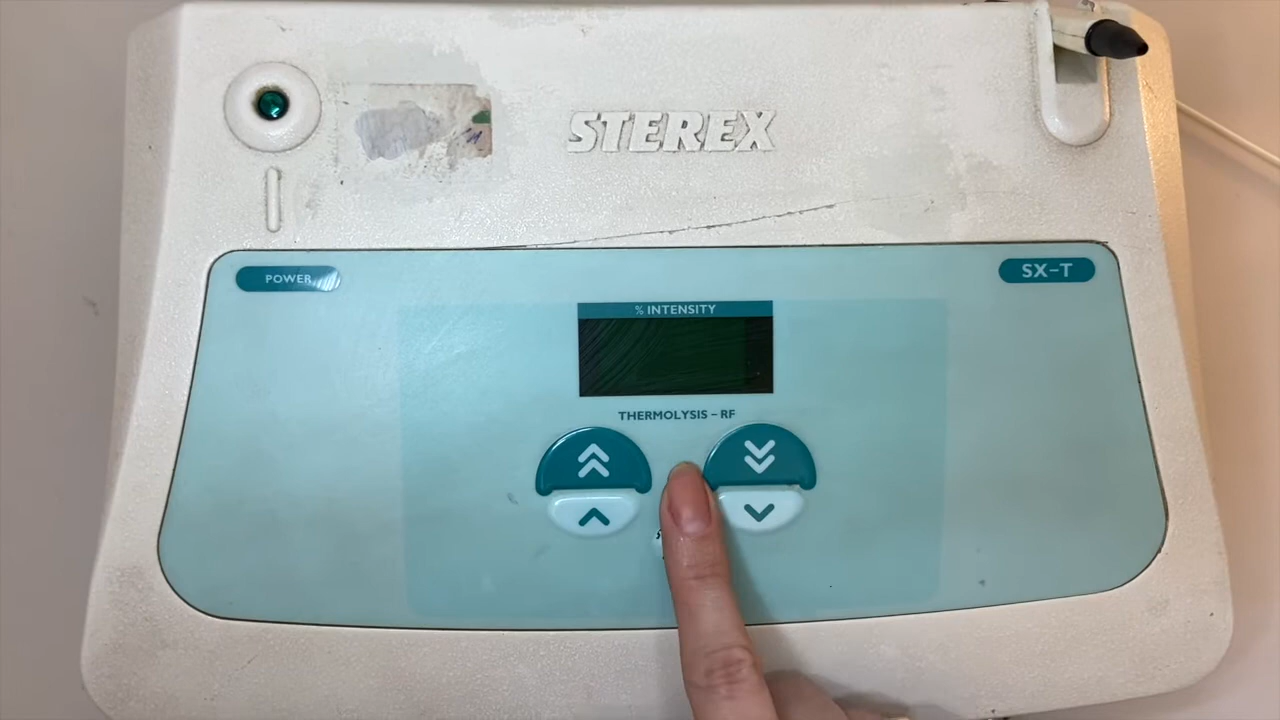 STEREX
POWER
SX-T
% INTENSITY
THERMOLYSIS – RF